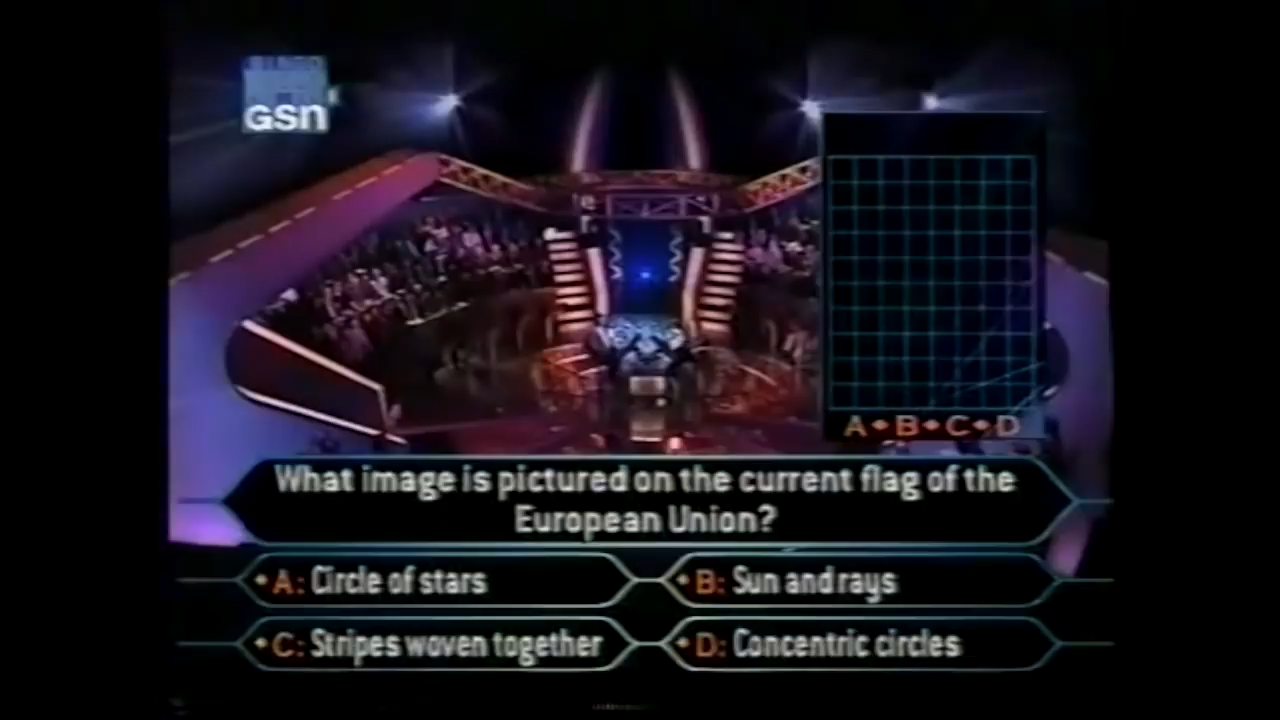 GSN
A B C D
What image is pictured on the current flag of the
European Union?
A: Circle of stars
B: Sun and rays
C: Stripes woven together
D: Concentric circles